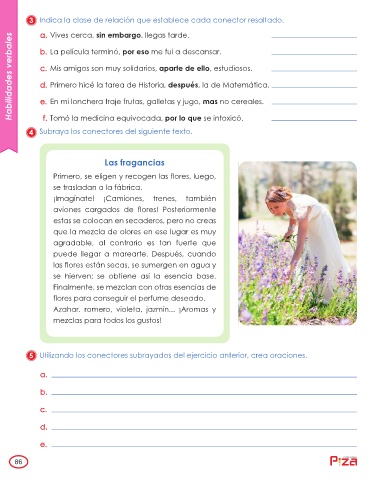 Habilidades verbales
3 Indica la clase de relación que establece cada conector resaltado.
a. Vives cerca, sin embargo, llegas tarde.
b. La película terminó, por eso me fui a descansar.
c. Mis amigos son muy solidarios, aparte de ello, estudiosos.
d. Primero hicé la tarea de Historia, después, la de Matemática.
e. En mi lonchera traje frutas, galletas y jugo, mas no cereales.
f. Tomó la medicina equivocada, por lo que se intoxicó.
4 Subraya los conectores del siguiente texto.
Las fragancias
Primero, se eligen y recogen las flores, luego,
se trasladan a la fábrica.
¡Imagínate! ¡Camiones, trenes, también
aviones cargados de flores! Posteriormente
estas se colocan en secaderos, pero no creas
que la mezcla de olores en ese lugar es muy
agradable, al contrario es tan fuerte que
puede llegar a marearte. Después, cuando
las flores están secas, se sumergen en agua y
se hierven; se obtiene así la esencia base.
Finalmente, se mezclan con otras esencias de
flores para conseguir el perfume deseado.
Azahar, romero, violeta, jazmín... ¡Aromas y
mezclas para todos los gustos!
5 Utilizando los conectores subrayados del ejercicio anterior, crea oraciones.
a.
b.
c.
d.
e.
86